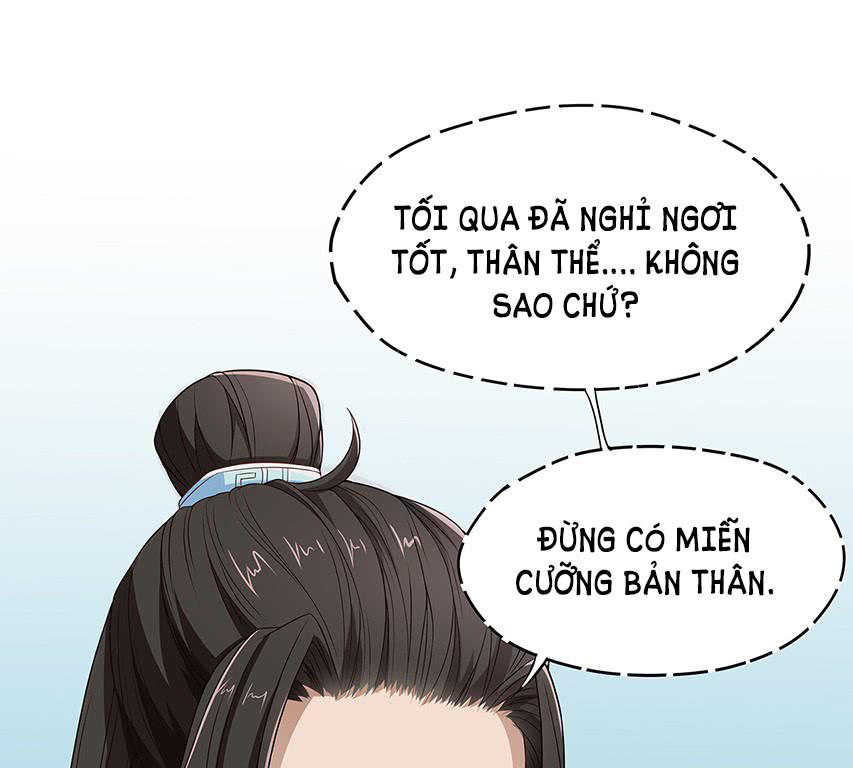 TỐI QUA ĐÃ NGHỈ NGƠI
TỐT, THÂN THỂ.... KHÔNG
SAO CHỨ?
ĐỪNG CÓ MIỄN
CƯỠNG BẢN THÂN.